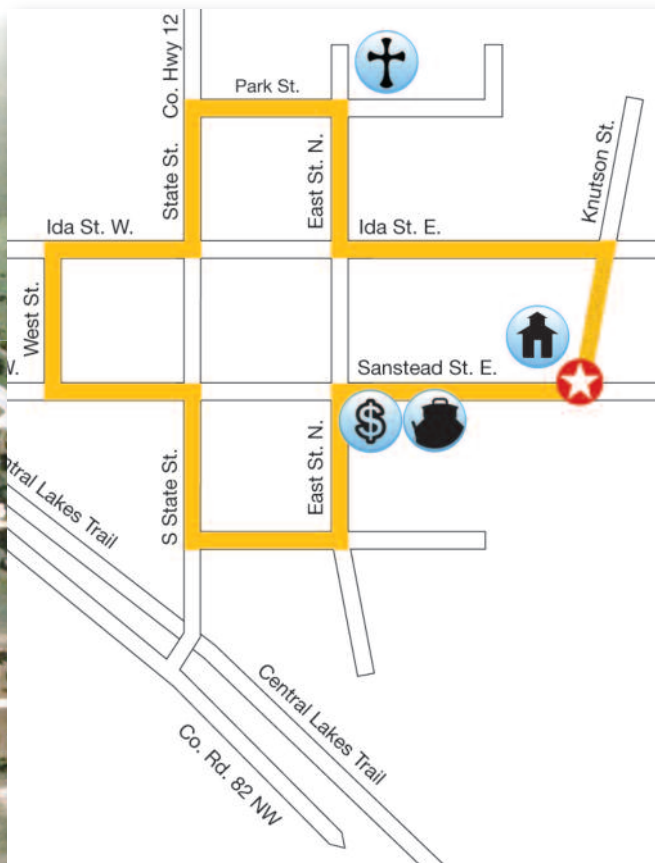 Co. Hwy 12
Park St.
State St.
East St. N.
Knutson St.
Ida St. W.
Ida St. E.
West St.
W.
Sanstead St. E.
$
S State St.
East St. N.
ntral Lakes Trail
Central Lakes Trail
Co. Rd. 82 NW